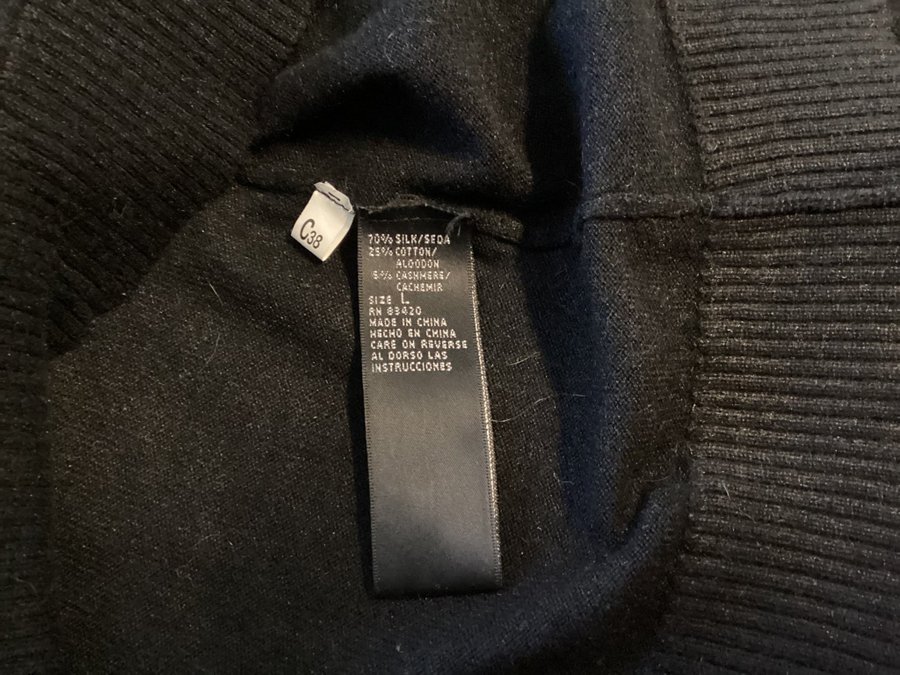 C38
70% SILK/SEDA
25% COTTON/
ALGODON
5% CASHMERE/
CACHEMIR
SIZE L
RN 83420
MADE IN CHINA
HECHO EN CHINA
CARE ON REVERSE
AL DORSO LAS
INSTRUCCIONES